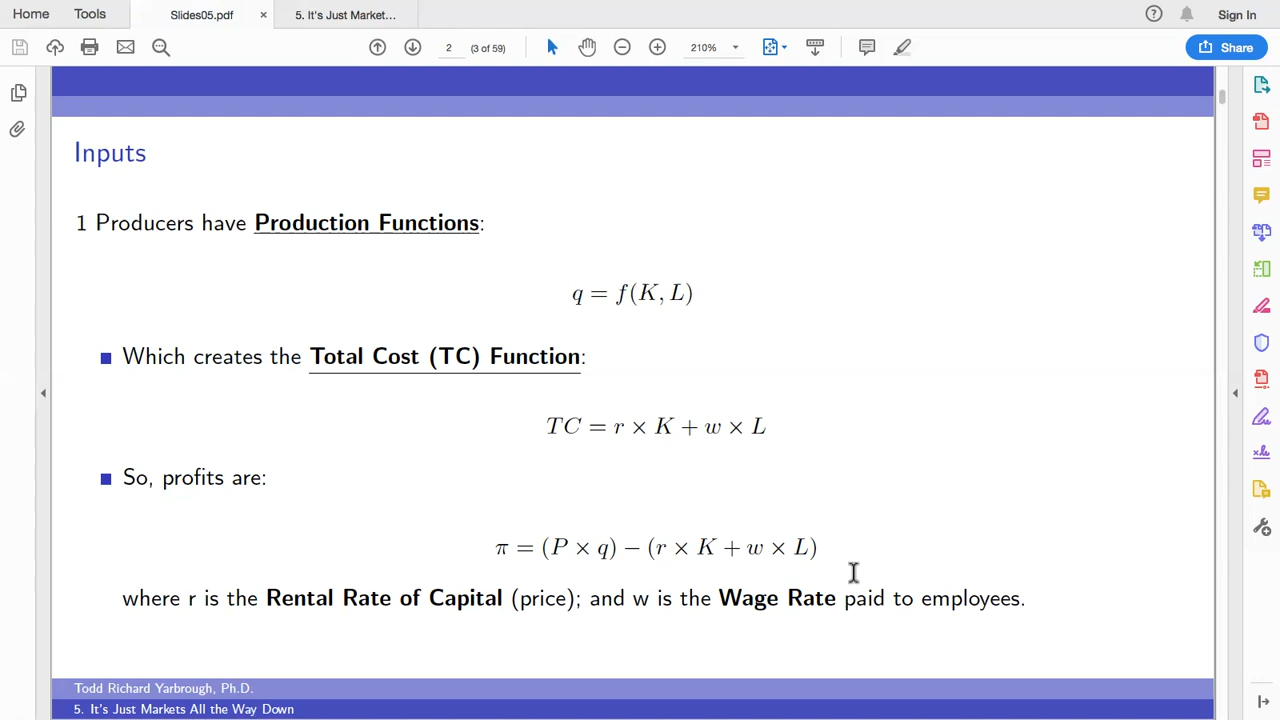 Home Tools Slides05.pdf × 5. It's Just Market... Sign In
2 (3 of 59) 210% Share
Inputs
1 Producers have Production Functions:
q = f(K, L)
Which creates the Total Cost (TC) Function:
TC = r × K + w × L
So, profits are:
π = (P × q) − (r × K + w × L)
where r is the Rental Rate of Capital (price); and w is the Wage Rate paid to employees.
Todd Richard Yarbrough, Ph.D.
5. It's Just Markets All the Way Down